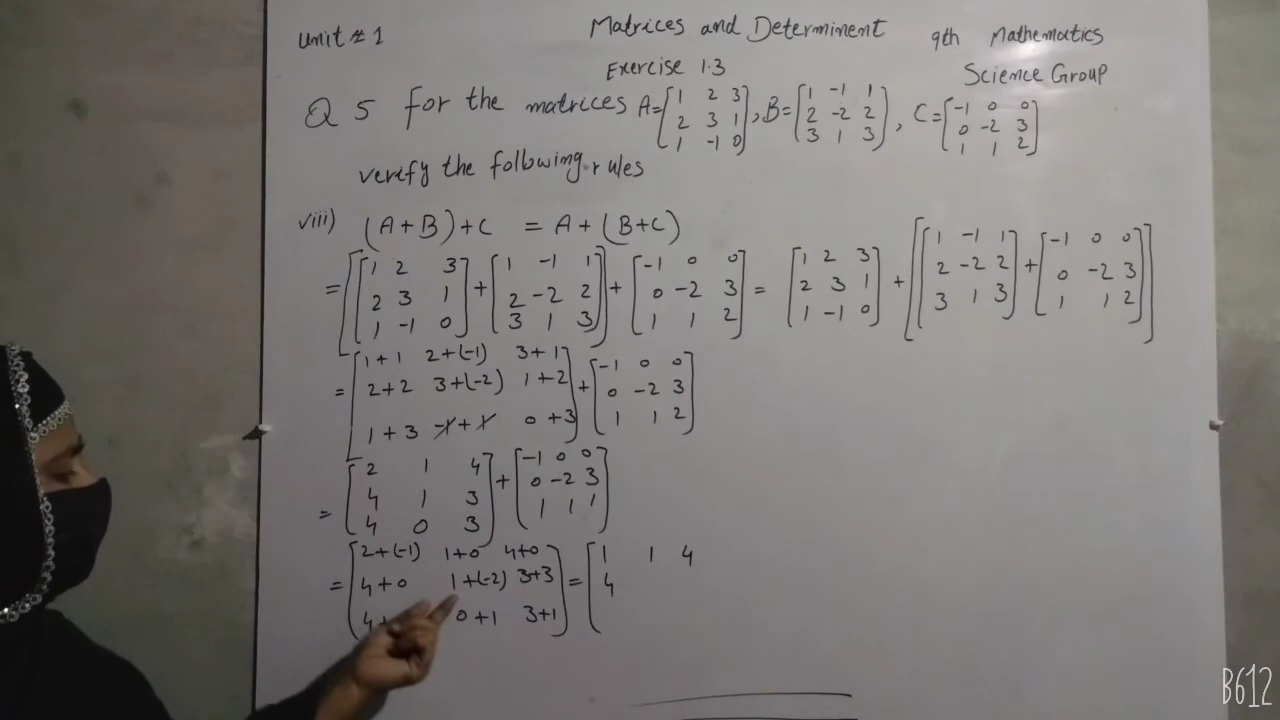 Unit # 1 Matrices and Determinent 9th Mathematics
Exercise 1.3 Science Group
Q 5 for the matrices A=[1 2 3; 2 3 1; 1 -1 0], B=[1 -1 1; 2 -2 2; 3 1 3], C=[-1 0 0; 0 -2 3; 1 1 2]
verify the following rules
viii) (A+B)+C = A+(B+C)
=[[1 2 3; 2 3 1; 1 -1 0]+[1 -1 1; 2 -2 2; 3 1 3]]+[-1 0 0; 0 -2 3; 1 1 2] = [1 2 3; 2 3 1; 1 -1 0]+[[1 -1 1; 2 -2 2; 3 1 3]+[-1 0 0; 0 -2 3; 1 1 2]]
=[1+1 2+(-1) 3+1; 2+2 3+(-2) 1+2; 1+3 -1+1 0+3]+[-1 0 0; 0 -2 3; 1 1 2]
=[2 1 4; 4 1 3; 4 0 3]+[-1 0 0; 0 -2 3; 1 1 1]
=[2+(-1) 1+0 4+0; 4+0 1+(-2) 3+3; 4+ 0+1 3+1]=[1 1 4; 4
B612